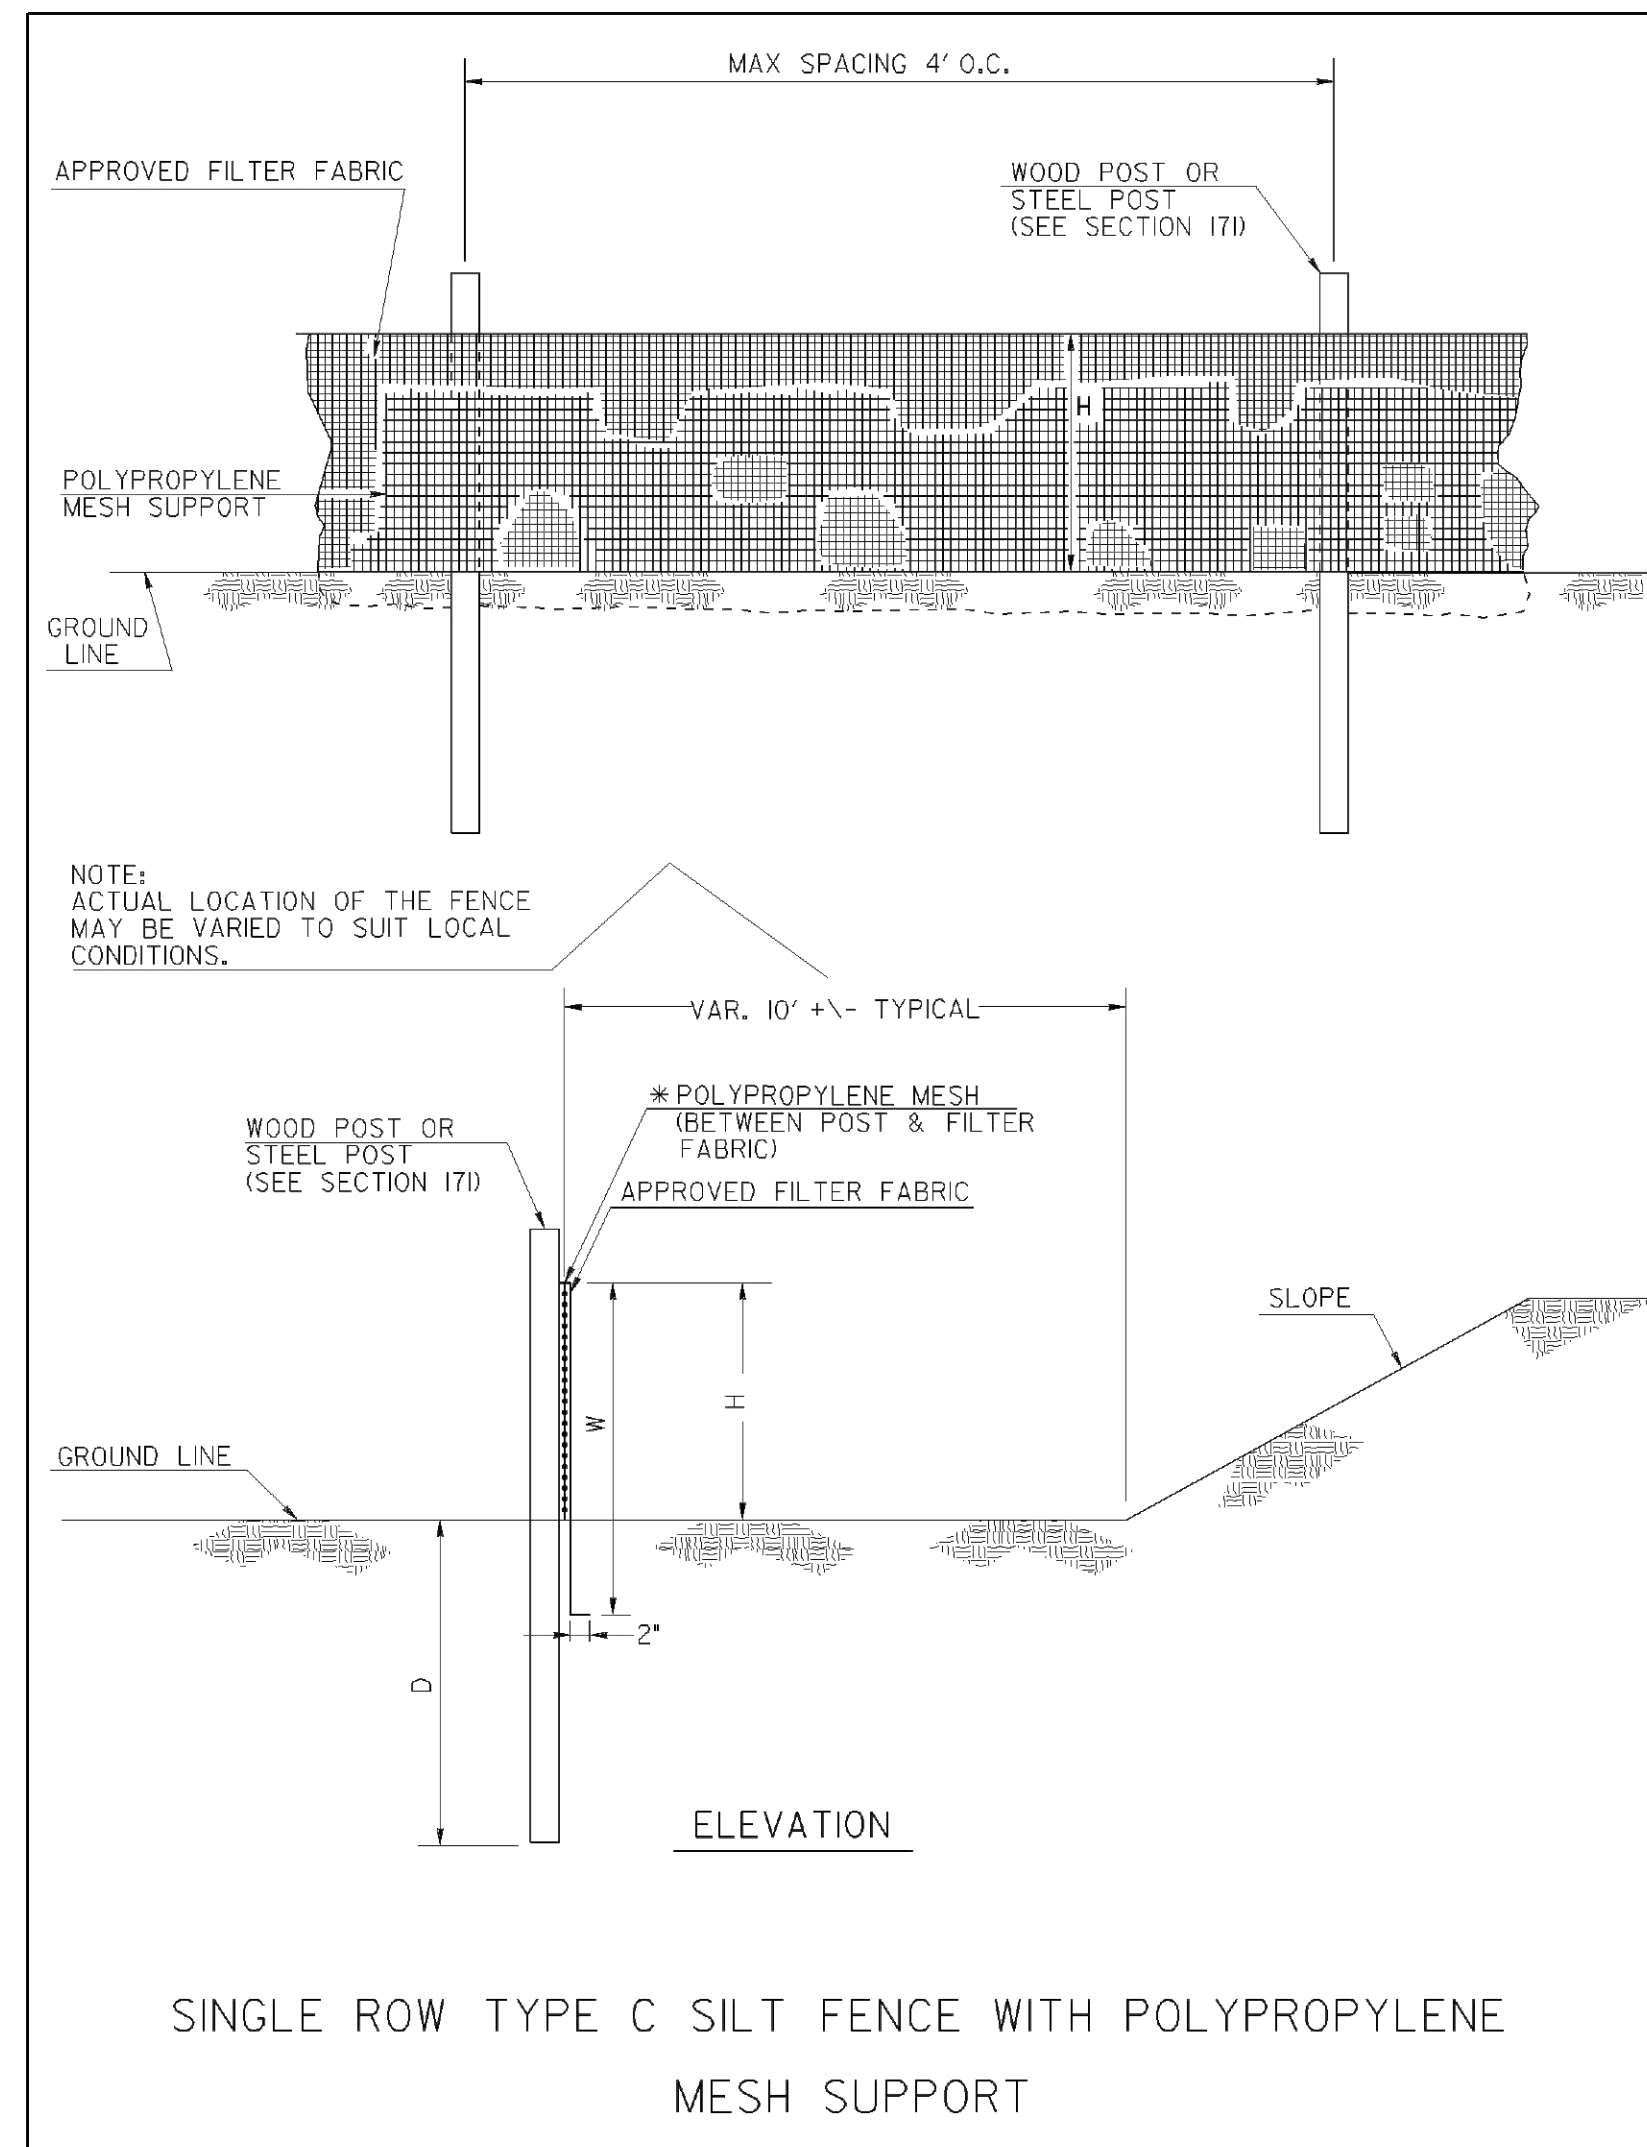 MAX SPACING 4' O.C.
APPROVED FILTER FABRIC
WOOD POST OR
STEEL POST
(SEE SECTION 171)
H
POLYPROPYLENE
MESH SUPPORT
GROUND
LINE
NOTE:
ACTUAL LOCATION OF THE FENCE
MAY BE VARIED TO SUIT LOCAL
CONDITIONS.
VAR. 10' +\- TYPICAL
* POLYPROPYLENE MESH
(BETWEEN POST & FILTER
FABRIC)
WOOD POST OR
STEEL POST
(SEE SECTION 171)
APPROVED FILTER FABRIC
SLOPE
H
W
GROUND LINE
2"
D
ELEVATION
SINGLE ROW TYPE C SILT FENCE WITH POLYPROPYLENE
MESH SUPPORT